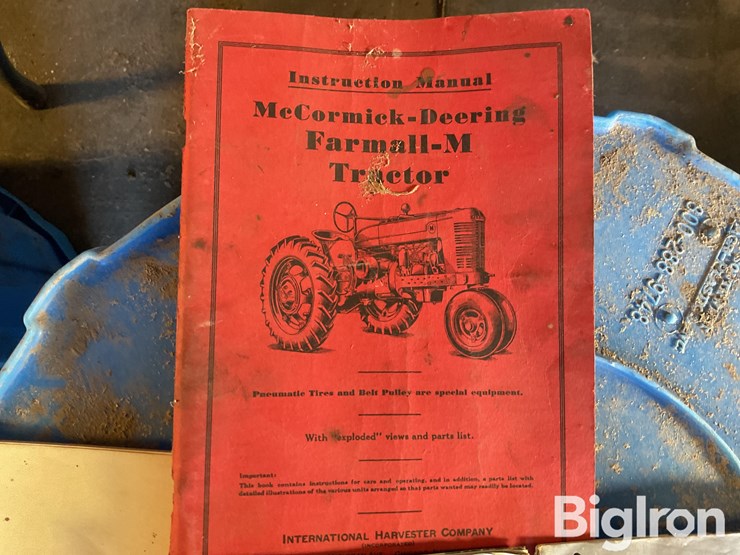 Instruction Manual
McCormick-Deering
Farmall-M
Tractor
Pneumatic Tires and Belt Pulley are special equipment.
With "exploded" views and parts list.
Important:
This book contains instructions for care and operating, and in addition, a parts list with
detailed illustrations of the various units arranged so that parts wanted may readily be located.
INTERNATIONAL HARVESTER COMPANY
(INCORPORATED)
BigIron